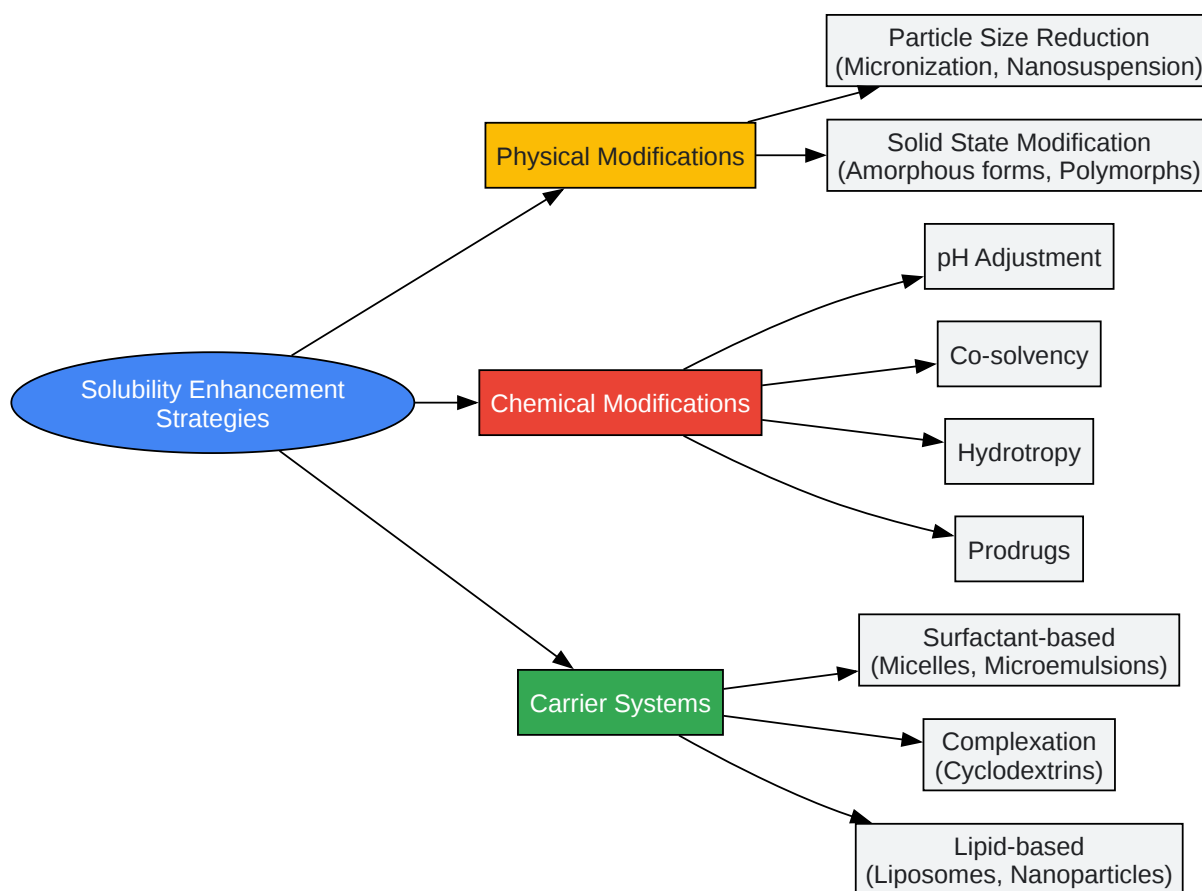 Particle Size Reduction
(Micronization, Nanosuspension)
Physical Modifications
Solid State Modification
(Amorphous forms, Polymorphs)
pH Adjustment
Co-solvency
Solubility Enhancement
Strategies
Chemical Modifications
Hydrotropy
Prodrugs
Surfactant-based
(Micelles, Microemulsions)
Carrier Systems
Complexation
(Cyclodextrins)
Lipid-based
(Liposomes, Nanoparticles)